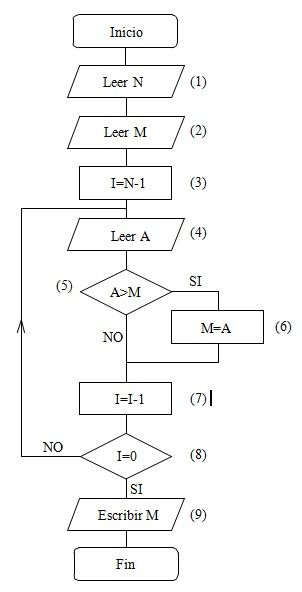 Inicio
Leer N (1)
Leer M (2)
I=N-1 (3)
Leer A (4)
(5) A>M SI
M=A (6)
NO
I=I-1 (7)
NO I=0 (8)
SI
Escribir M (9)
Fin